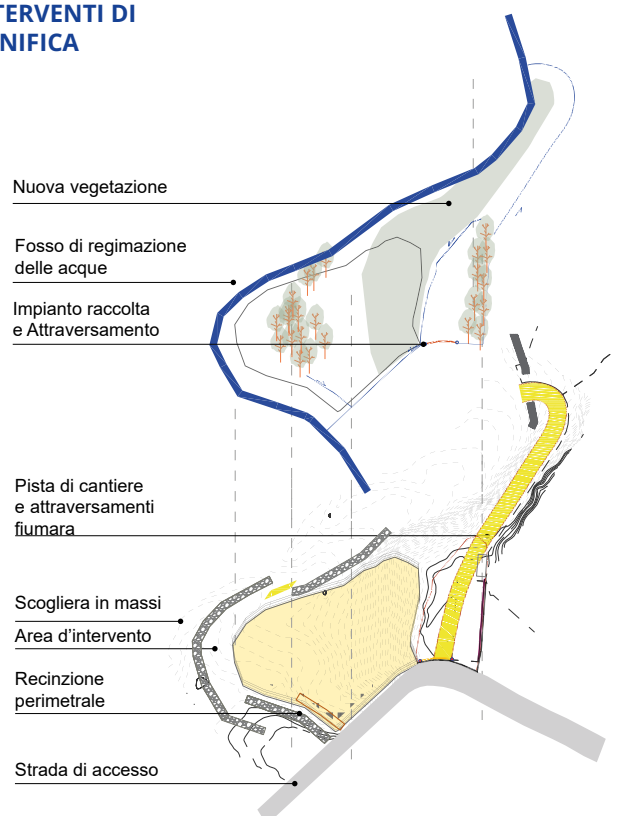 TERVENTI DI
NIFICA
Nuova vegetazione
Fosso di regimazione
delle acque
Impianto raccolta
e Attraversamento
Pista di cantiere
e attraversamenti
fiumara
Scogliera in massi
Area d'intervento
Recinzione
perimetrale
Strada di accesso